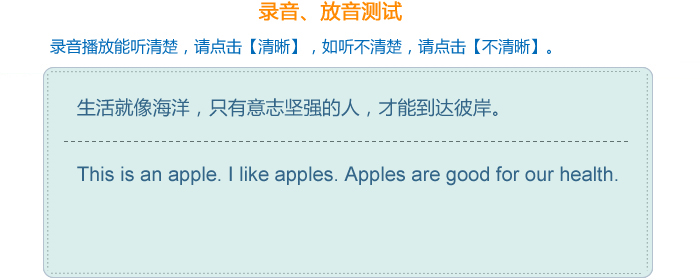 录音、放音测试
录音播放能听清楚，请点击【清晰】，如听不清楚，请点击【不清晰】。
生活就像海洋，只有意志坚强的人，才能到达彼岸。
This is an apple. I like apples. Apples are good for our health.